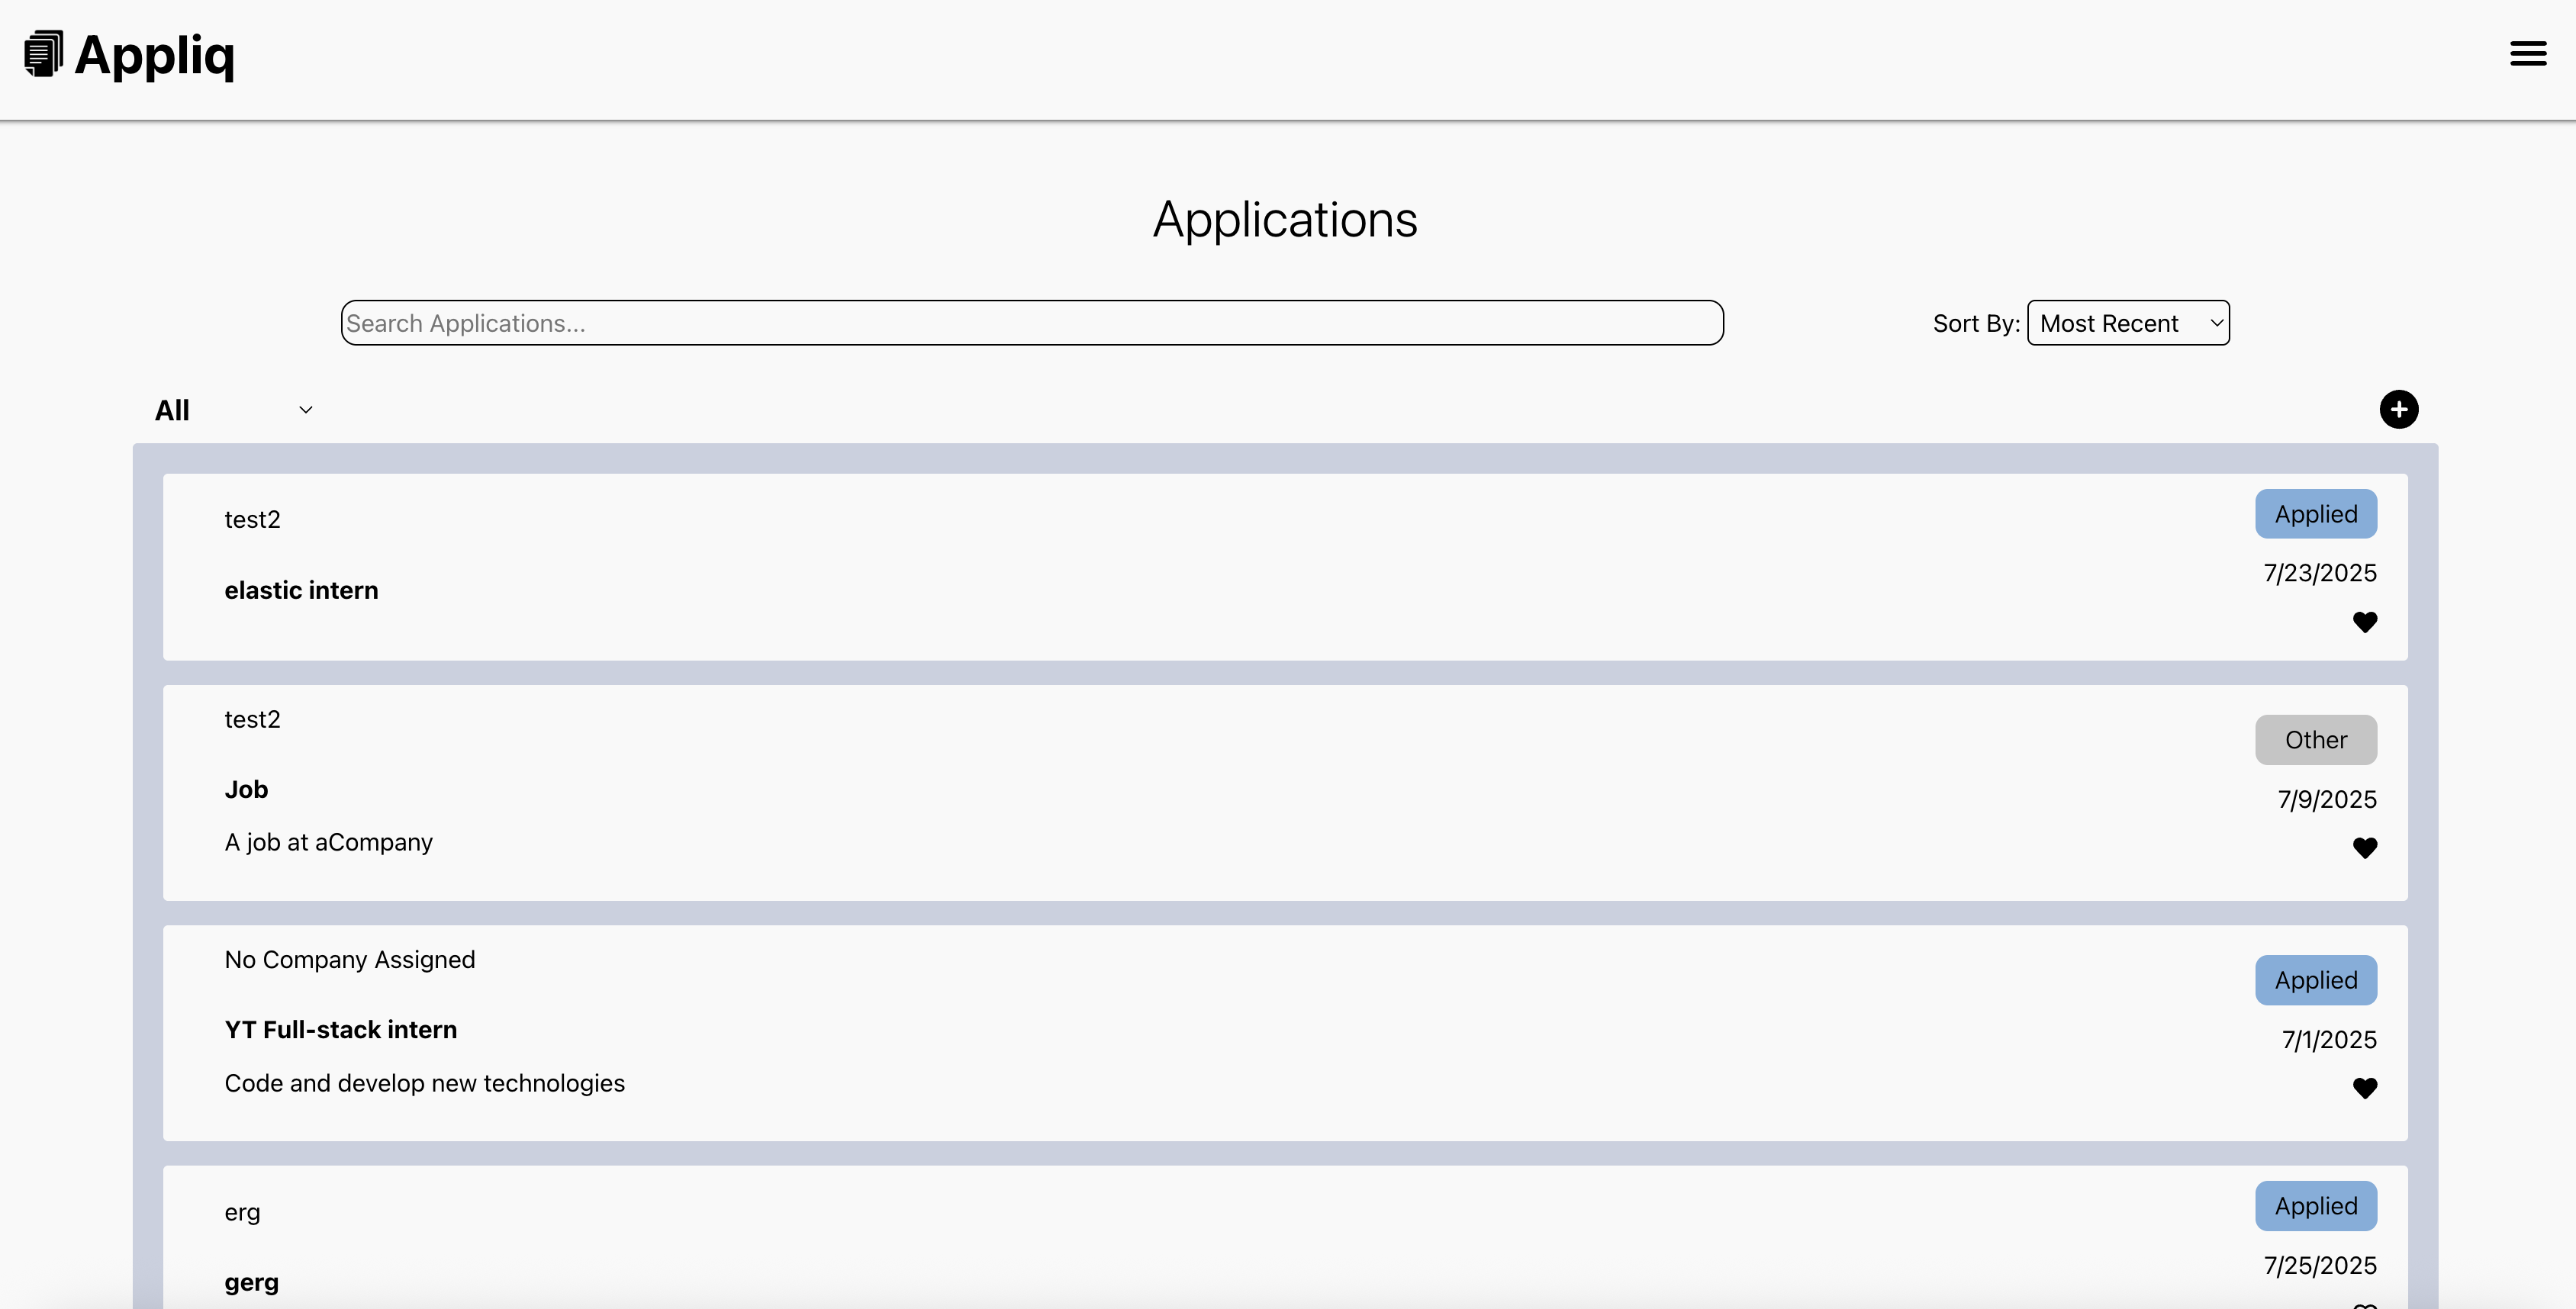 Appliq
Applications
Search Applications...
Sort By: Most Recent
All
test2
Applied
elastic intern
7/23/2025
test2
Other
Job
7/9/2025
A job at aCompany
No Company Assigned
Applied
YT Full-stack intern
7/1/2025
Code and develop new technologies
erg
Applied
gerg
7/25/2025